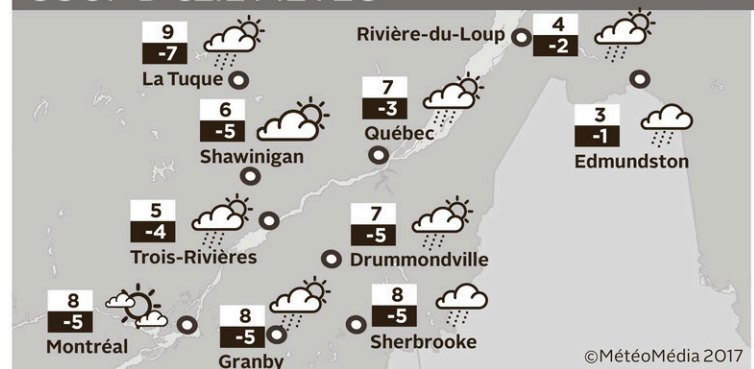 9
-7
La Tuque
Rivière-du-Loup
4
-2
6
-5
Shawinigan
7
-3
Québec
3
-1
Edmundston
5
-4
Trois-Rivières
7
-5
Drummondville
8
-5
Montréal
8
-5
Granby
8
-5
Sherbrooke
©MétéoMédia 2017